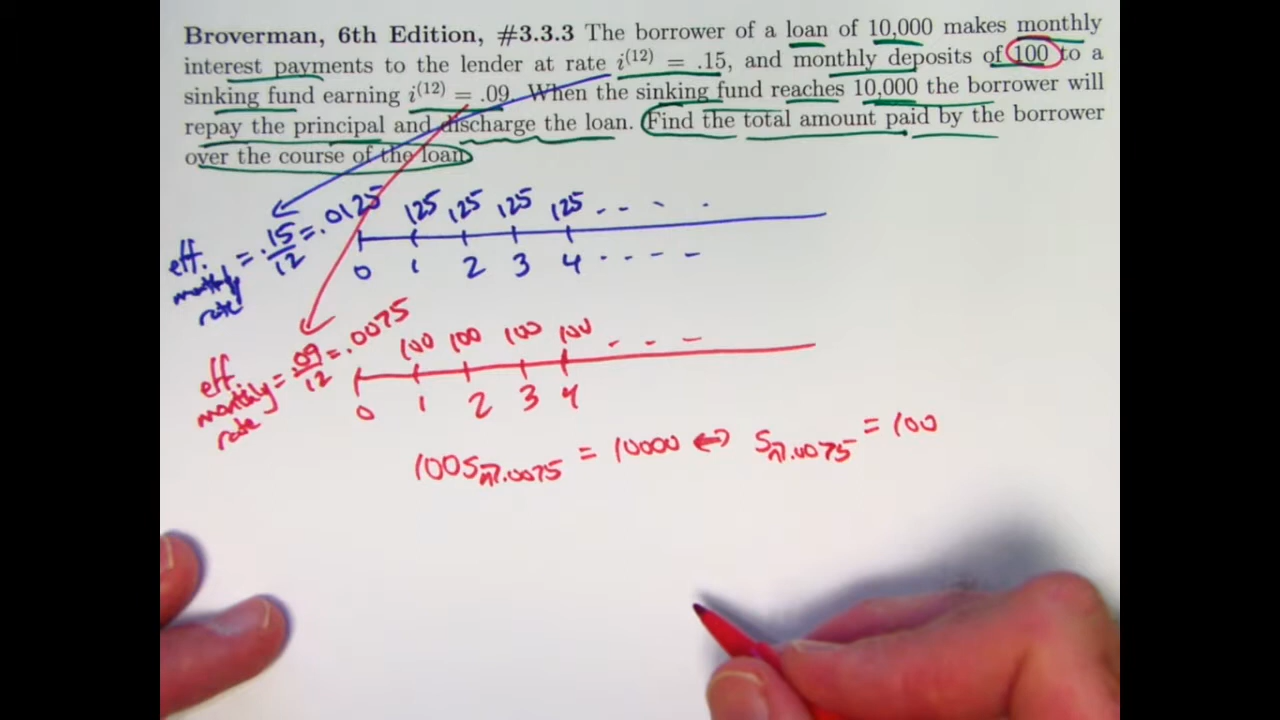 Broverman, 6th Edition, #3.3.3 The borrower of a loan of 10,000 makes monthly
interest payments to the lender at rate i^(12) = .15, and monthly deposits of 100 to a
sinking fund earning i^(12) = .09. When the sinking fund reaches 10,000 the borrower will
repay the principal and discharge the loan. Find the total amount paid by the borrower
over the course of the loan.
eff. monthly rate = .15/12 = .0125
125 125 125 125 . . . .
0 1 2 3 4 . . . .
eff. monthly rate = .09/12 = .0075
100 100 100 100 . . .
0 1 2 3 4
100 s_n⌉.0075 = 10000 ↔ s_n⌉.0075 = 100